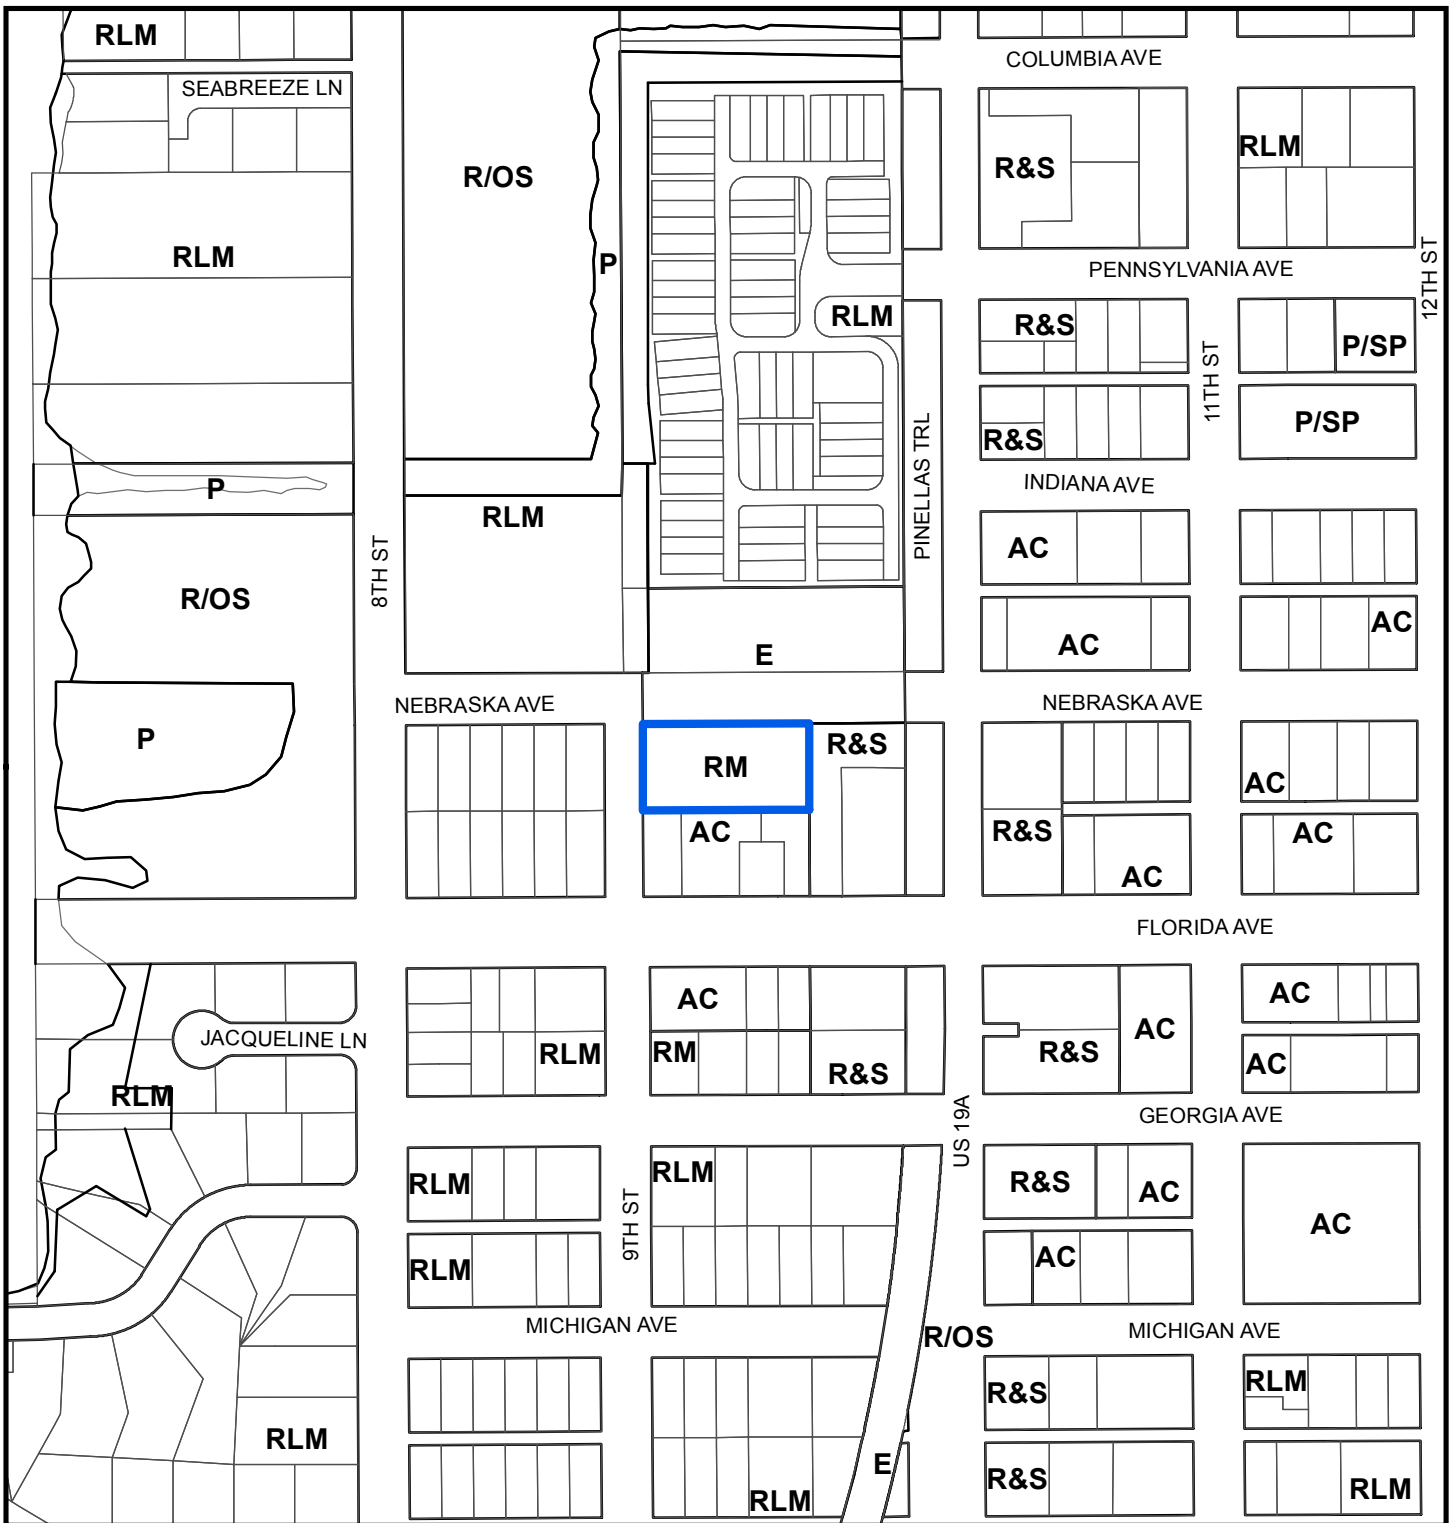 RLM
COLUMBIA AVE
SEABREEZE LN
RLM
R&S
R/OS
RLM
P
PENNSYLVANIA AVE
12TH ST
RLM
R&S
P/SP
11TH ST
P/SP
R&S
PINELLAS TRL
INDIANA AVE
P
RLM
AC
8TH ST
R/OS
AC
AC
E
NEBRASKA AVE
NEBRASKA AVE
P
R&S
RM
AC
AC
R&S
AC
AC
FLORIDA AVE
AC
AC
JACQUELINE LN
RLM
RM
R&S
R&S
AC
AC
RLM
US 19A
GEORGIA AVE
RLM
RLM
R&S
AC
9TH ST
AC
RLM
AC
MICHIGAN AVE
R/OS
MICHIGAN AVE
R&S
RLM
RLM
E
R&S
RLM
RLM